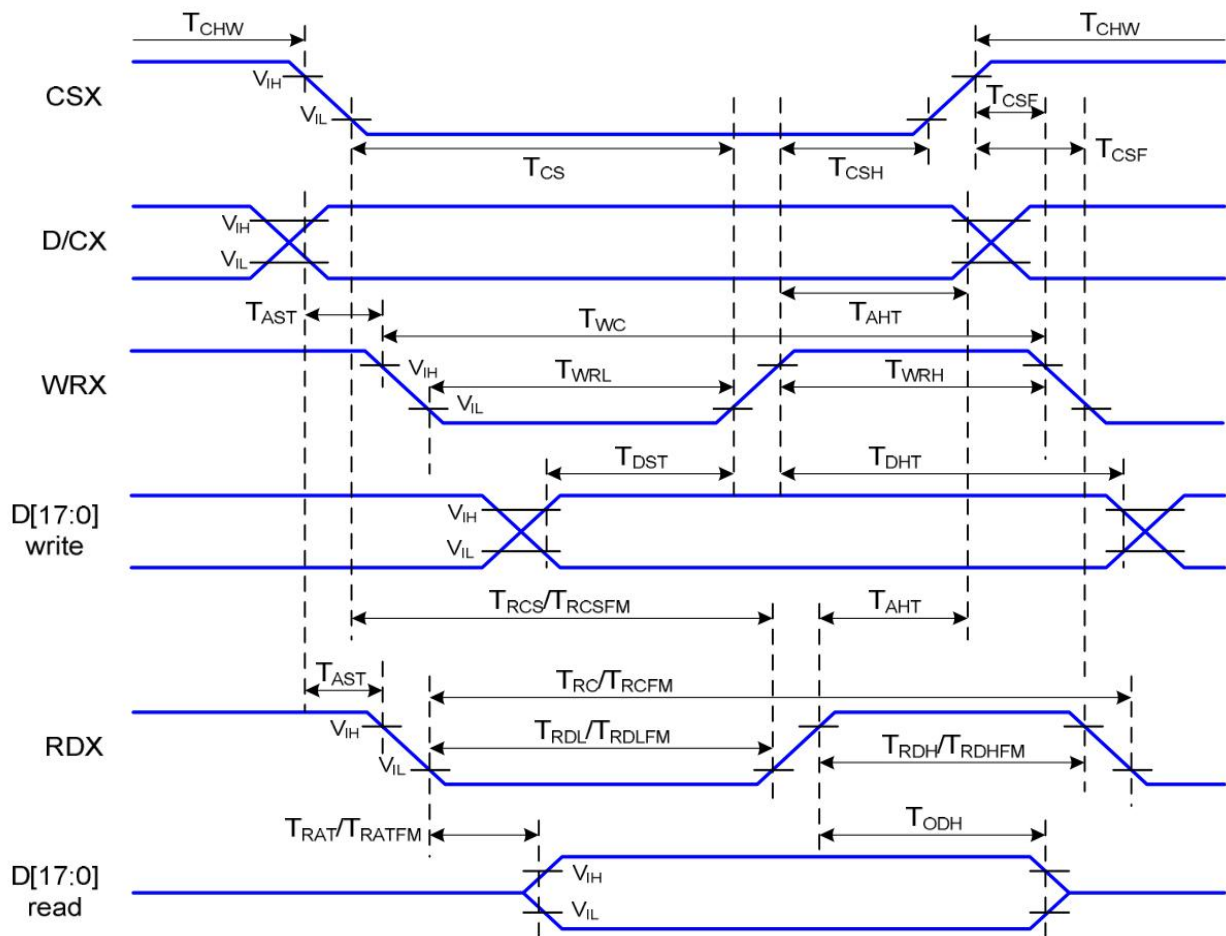 TCHW TCHW
CSX VIH TCSF
VIL TCSF
TCS TCSH
D/CX VIH
VIL
TAST TWC TAHT
WRX VIH TWRL TWRH
VIL
TDST TDHT
D[17:0] write VIH
VIL
TRCS/TRCSFM TAHT
TAST TRC/TRCFM
RDX VIH TRDL/TRDLFM TRDH/TRDHFM
VIL
TRAT/TRATFM TODH
D[17:0] read VIH
VIL